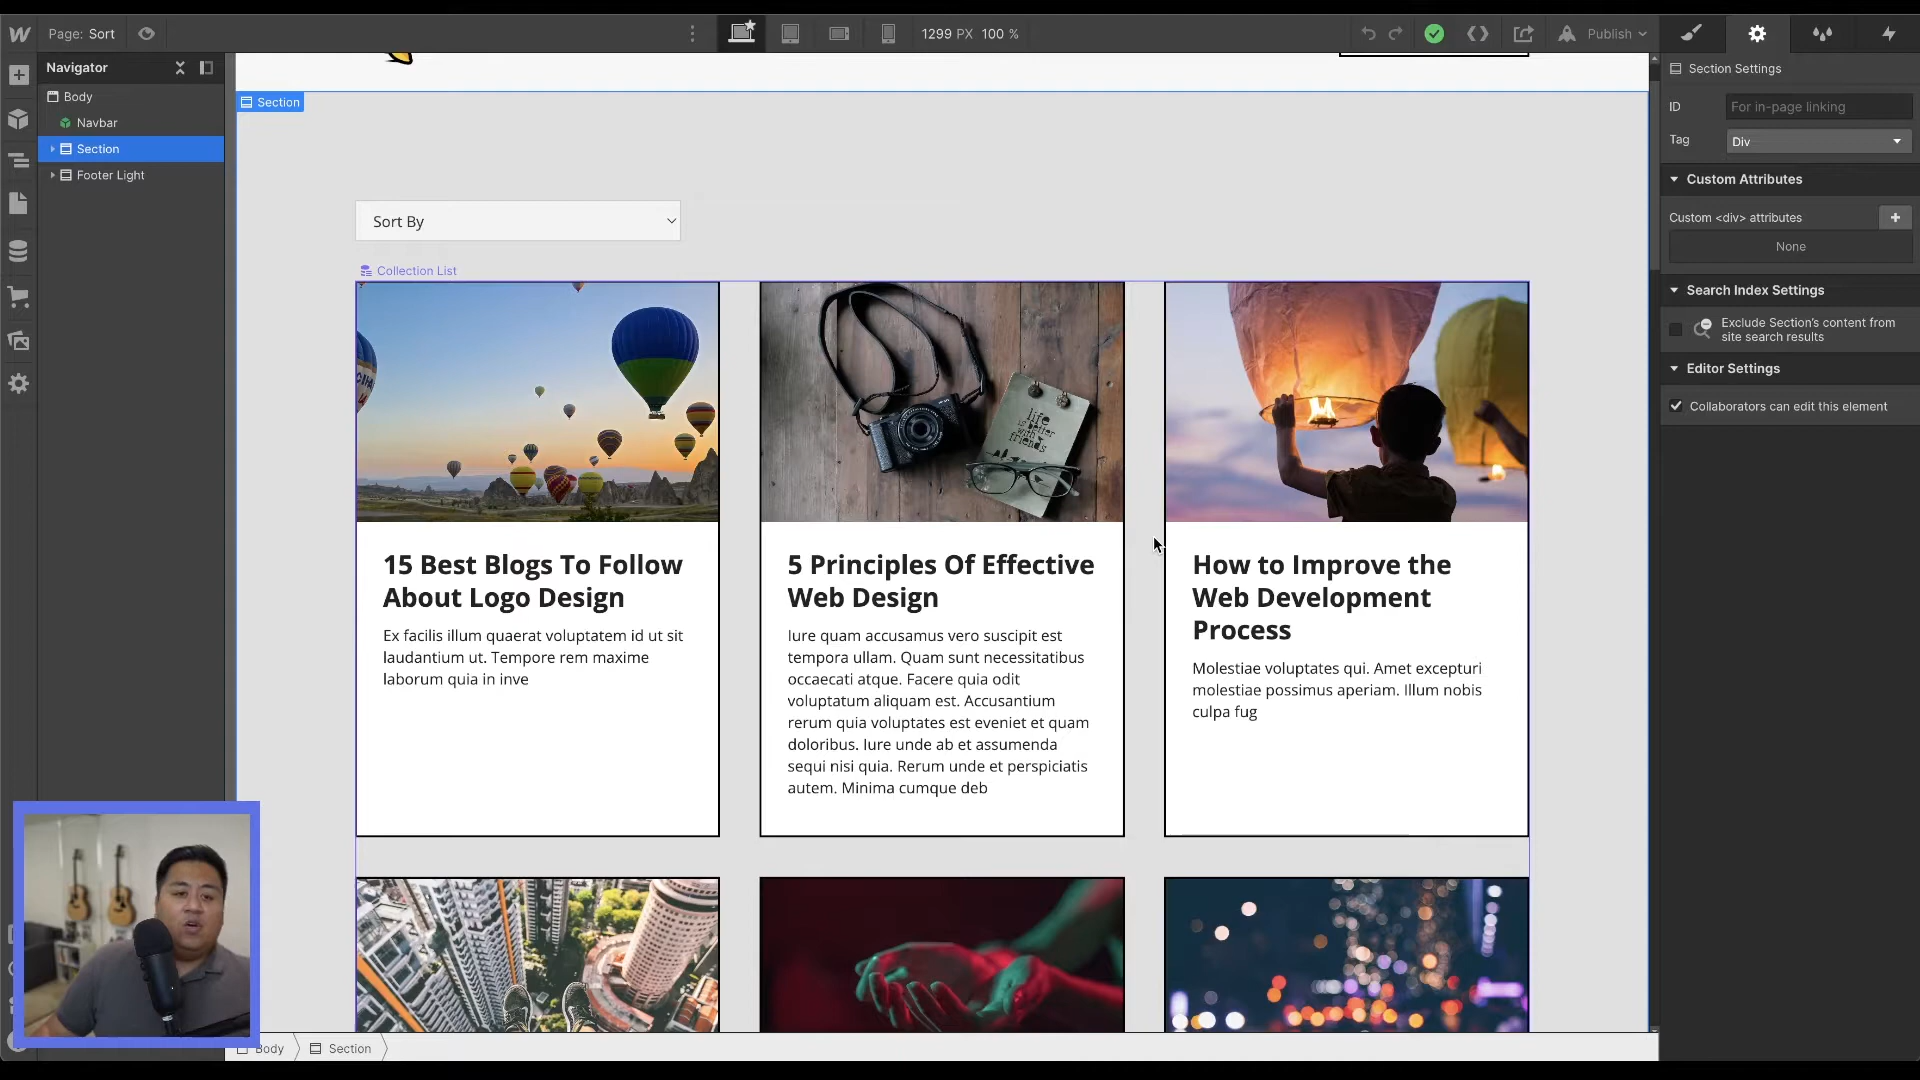 Page: Sort
1299 PX 100 %
Publish
Navigator
Body
Navbar
Section
Footer Light
Section
Sort By
Collection List
life
is better
with
friends
15 Best Blogs To Follow
About Logo Design
Ex facilis illum quaerat voluptatem id ut sit
laudantium ut. Tempore rem maxime
laborum quia in inve
5 Principles Of Effective
Web Design
Iure quam accusamus vero suscipit est
tempora ullam. Quam sunt necessitatibus
occaecati atque. Facere quia odit
voluptatum aliquam est. Accusantium
rerum quia voluptates est eveniet et quam
doloribus. Iure unde ab et assumenda
sequi nisi quia. Rerum unde et perspiciatis
autem. Minima cumque deb
How to Improve the
Web Development
Process
Molestiae voluptates qui. Amet excepturi
molestiae possimus aperiam. Illum nobis
culpa fug
Body
Section
Section Settings
ID
For in-page linking
Tag
Div
Custom Attributes
Custom <div> attributes
None
Search Index Settings
Exclude Section's content from
site search results
Editor Settings
Collaborators can edit this element